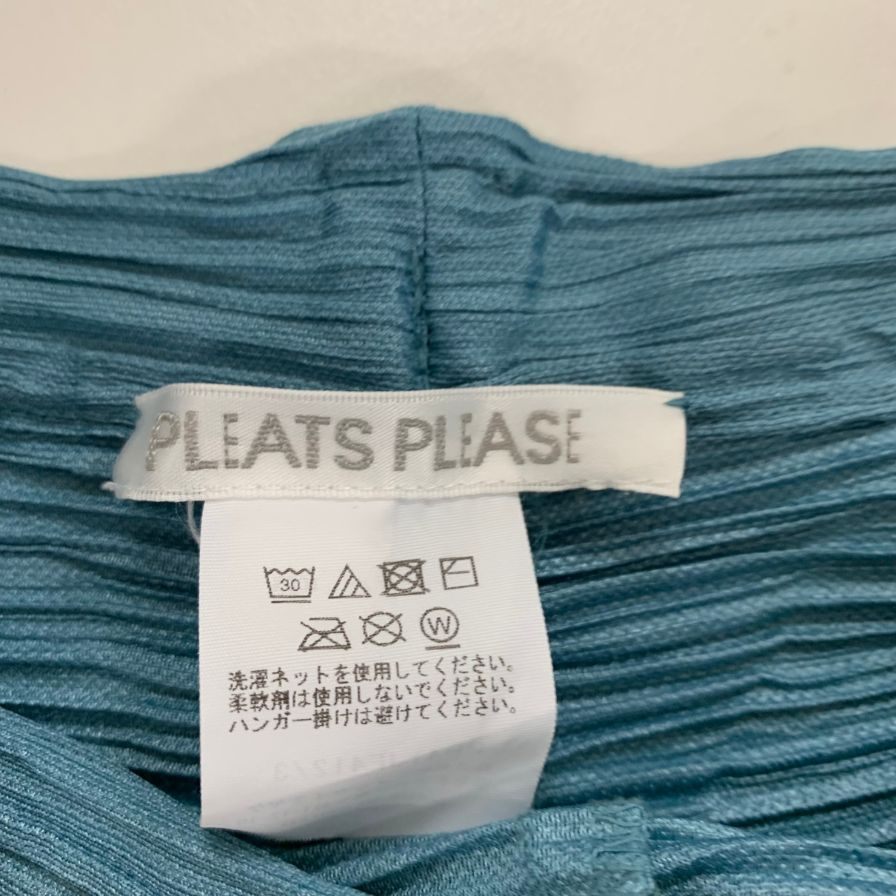 PLEATS PLEASE
30
W
洗濯ネットを使用してください。
柔軟剤は使用しないでください。
ハンガー掛けは避けてください。